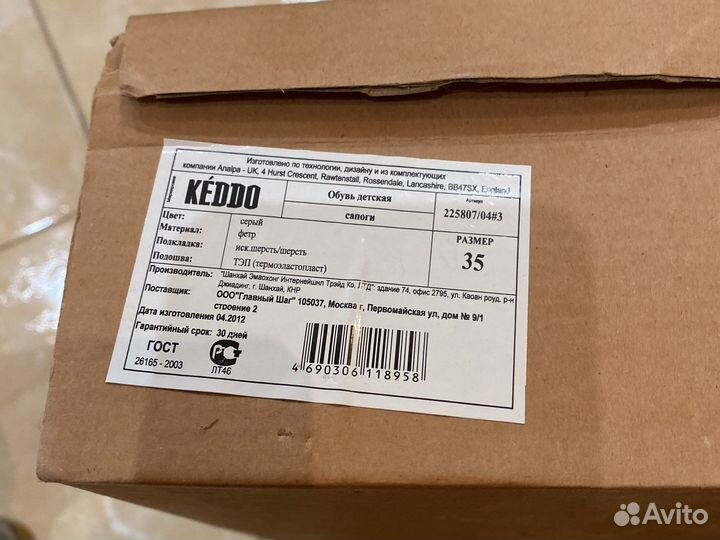 Изготовлено по технологии, дизайну и из комплектующих
компании Anaipa - UK, 4 Hurst Crescent, Rawtenstall, Rossendale, Lancashire, BB47SX, England
KÉDDO
Обувь детская
Артикул
сапоги
225807/04#3
Цвет: серый
Материал: фетр
РАЗМЕР
Подкладка: иск.шерсть/шерсть
35
Подошва: ТЭП (термоэластопласт)
Производитель: "Шанхай Эмаохонг Интернейшнл Трэйд Ко, ЛТД": здание 74, офис 2795, ул. Каоан роуд, р-н
Джиадинг, г. Шанхай, КНР
Поставщик: ООО"Главный Шаг" 105037, Москва г, Первомайская ул, дом № 9/1
строение 2
Дата изготовления 04.2012
Гарантийный срок: 30 дней
ГОСТ
26165 - 2003
РСТ
ЛТ46
4 690306 118958
Avito